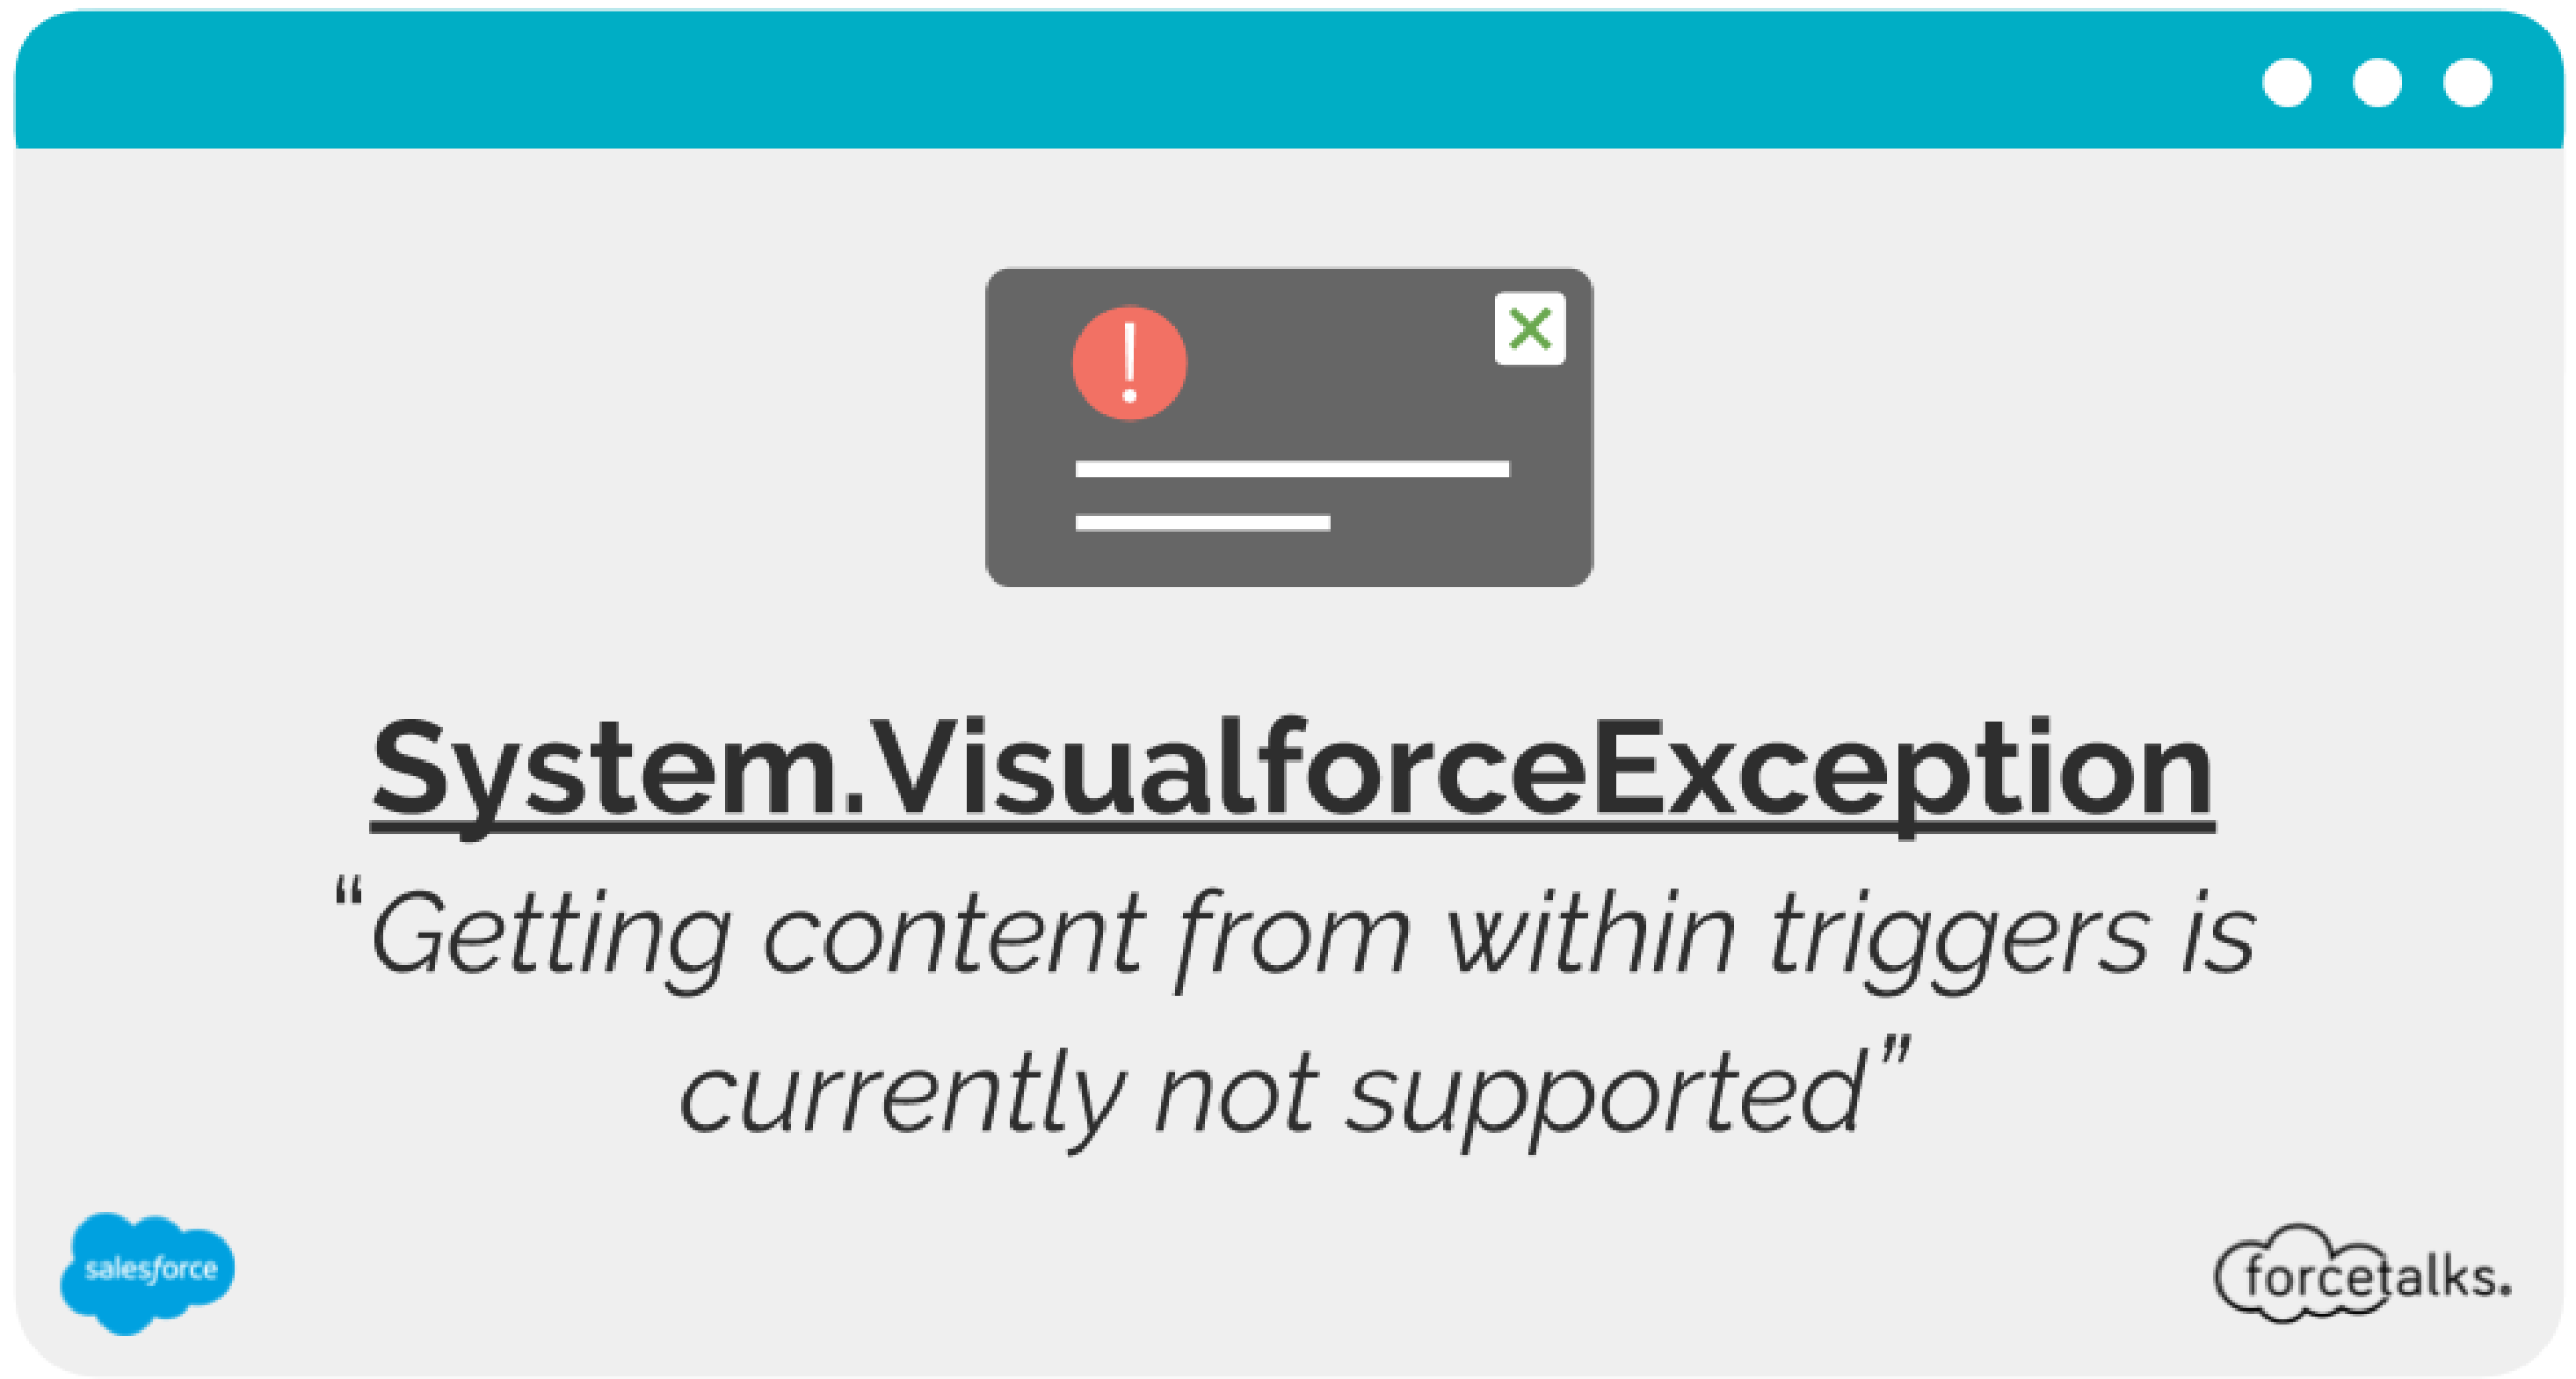 System.VisualforceException
“Getting content from within triggers is
currently not supported”
salesforce
forcetalks.